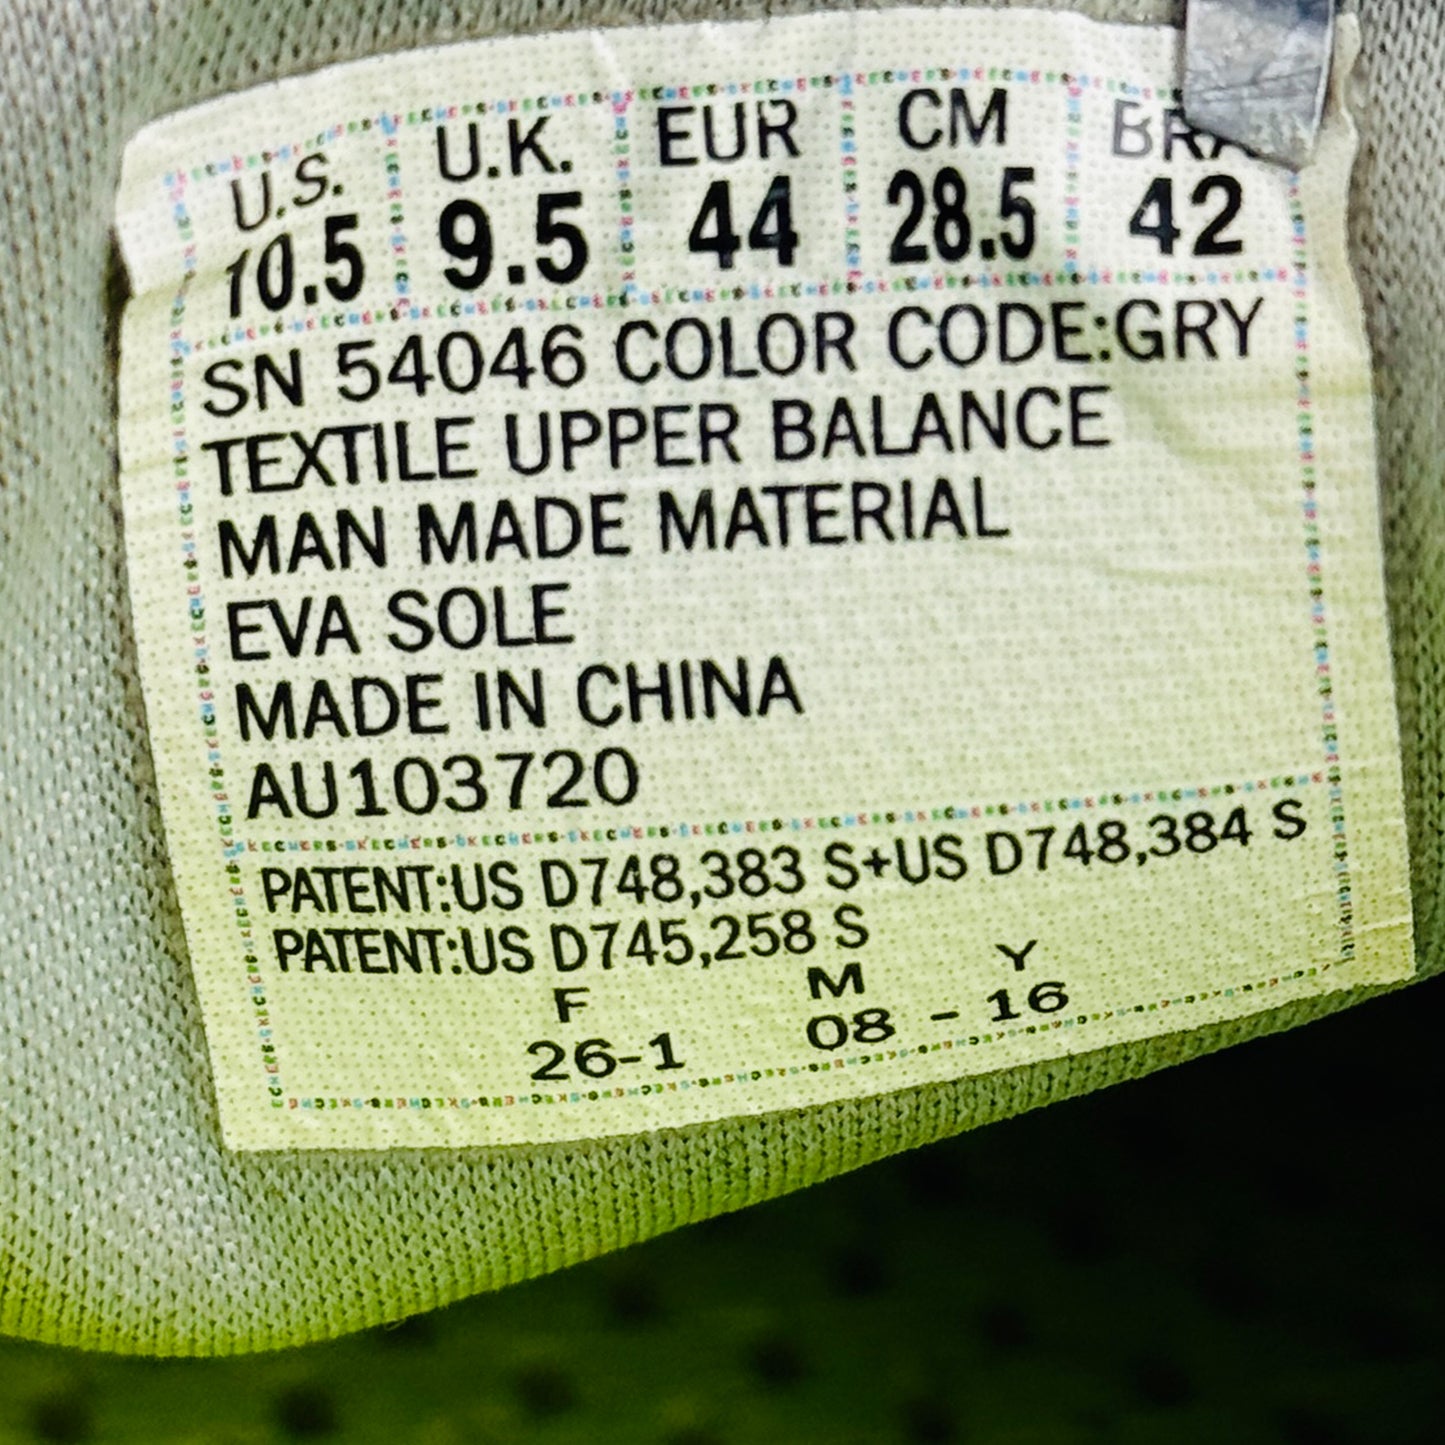 U.S. U.K. EUR CM BRA
10.5 9.5 44 28.5 42
SN 54046 COLOR CODE:GRY
TEXTILE UPPER BALANCE
MAN MADE MATERIAL
EVA SOLE
MADE IN CHINA
AU103720
PATENT:US D748,383 S+US D748,384 S
PATENT:US D745,258 S
F M Y
26-1 08 - 16